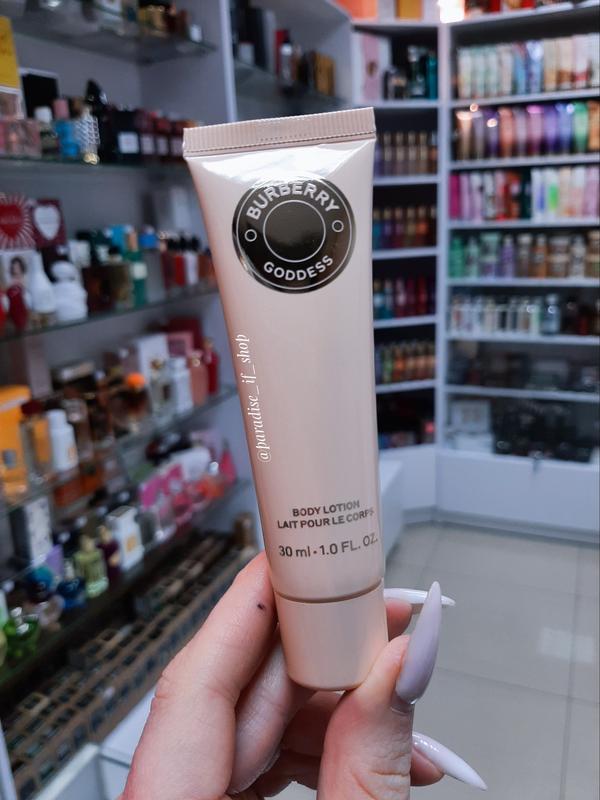 BURBERRY
GODDESS
@paradise_if_shop
BODY LOTION
LAIT POUR LE CORPS
30 ml • 1.0 FL. OZ.